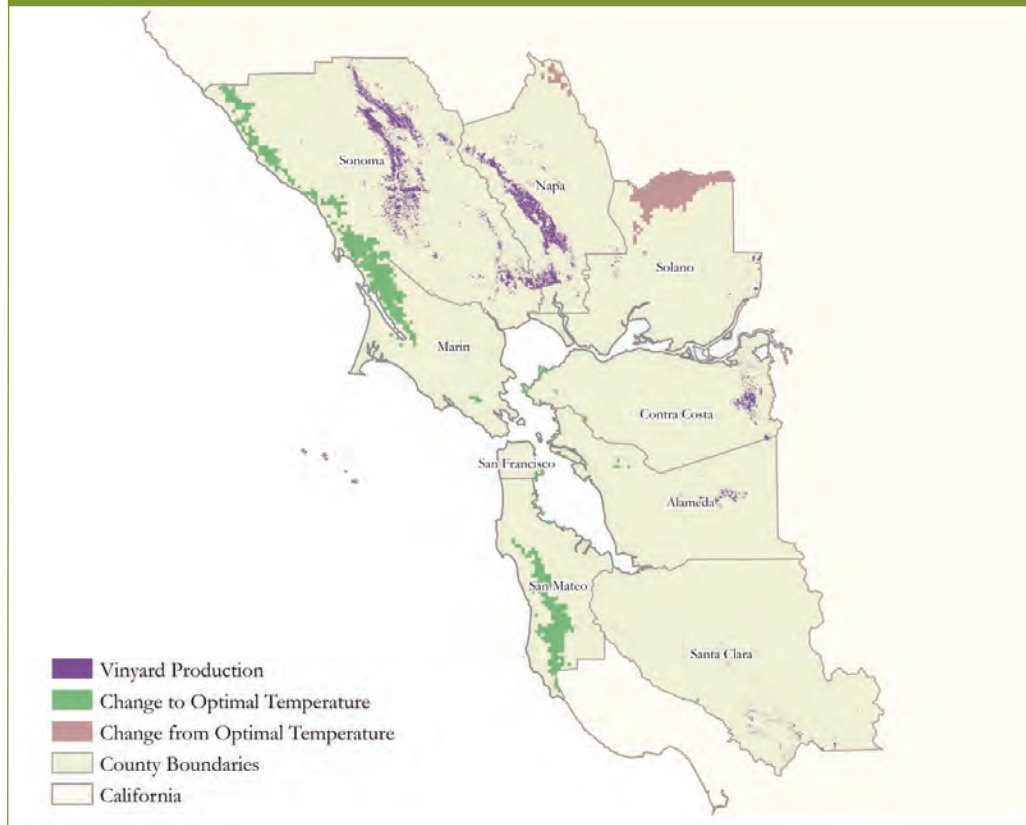 Sonoma
Napa
Solano
Marin
Contra Costa
San Francisco
Alameda
San Mateo
Santa Clara
Vinyard Production
Change to Optimal Temperature
Change from Optimal Temperature
County Boundaries
California